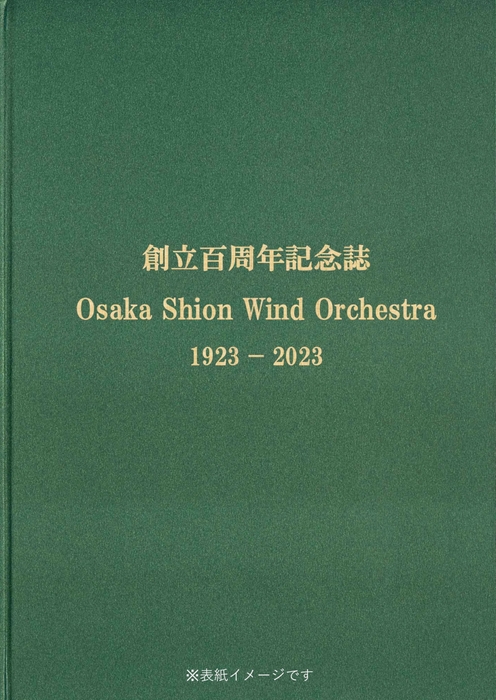 創立百周年記念誌
Osaka Shion Wind Orchestra
1923 – 2023
※表紙イメージです